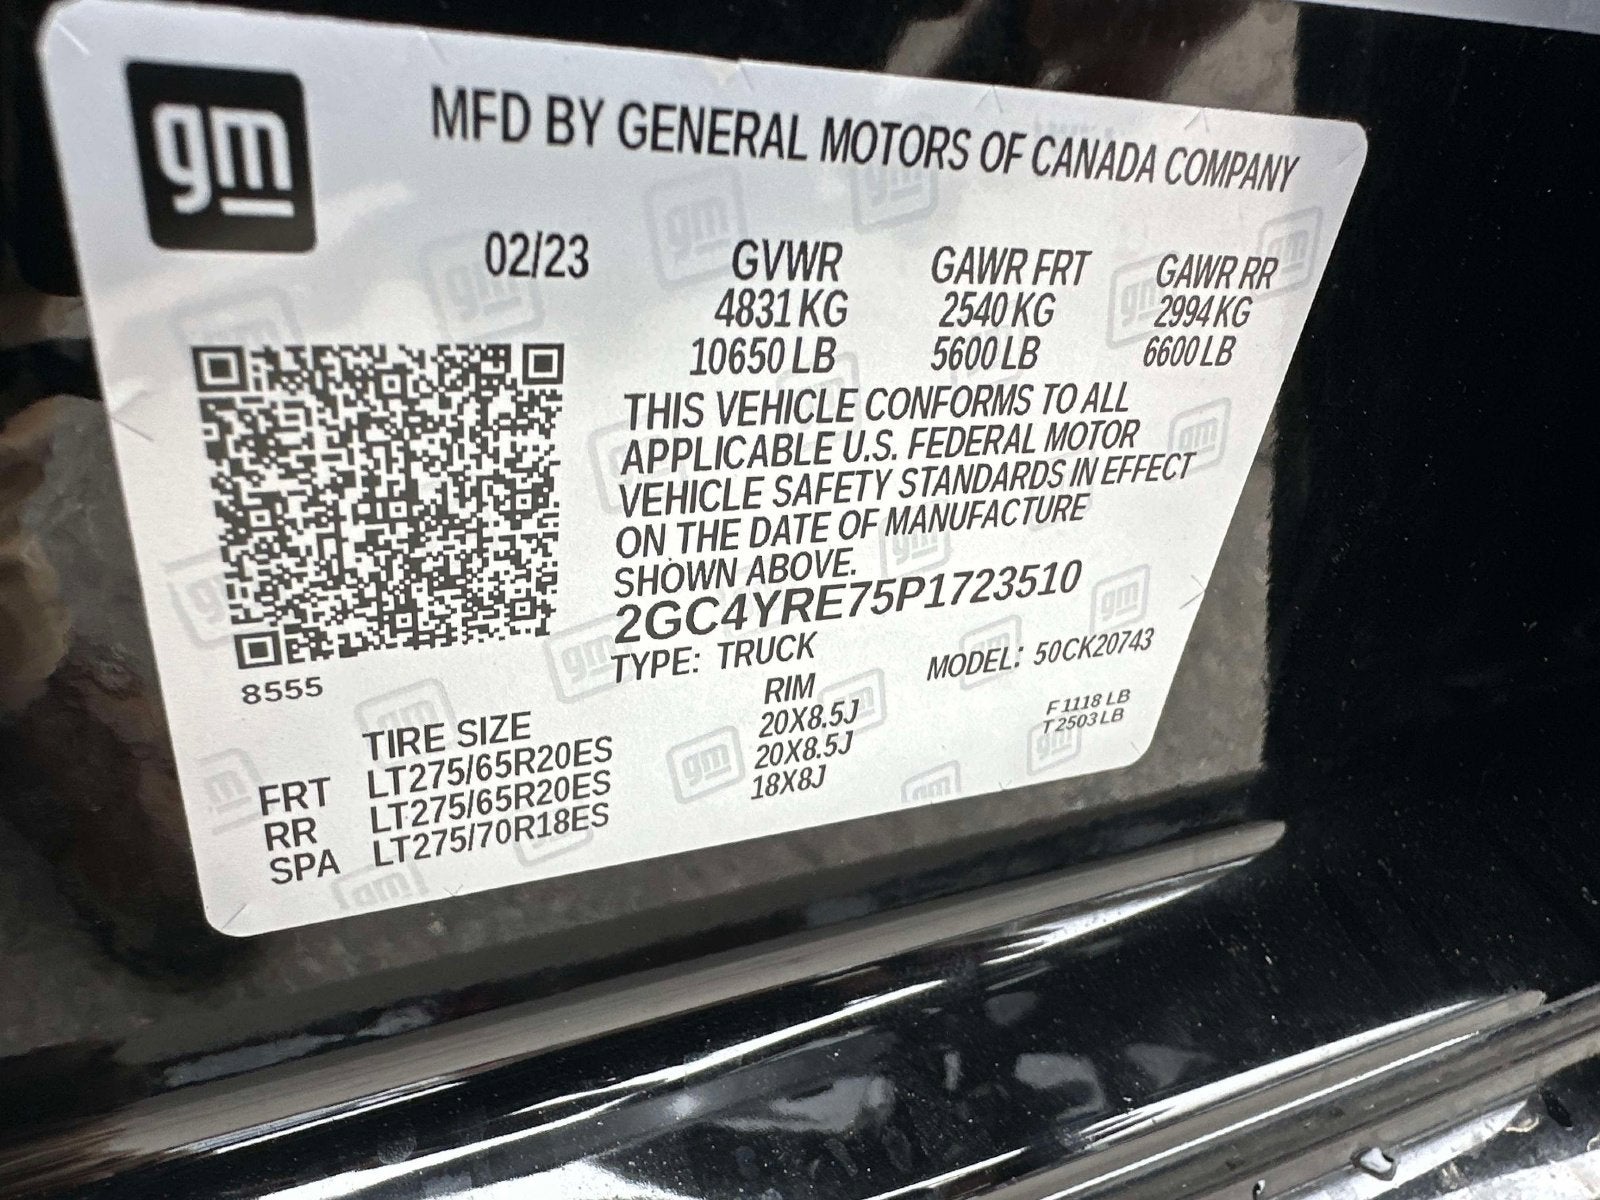 gm
MFD BY GENERAL MOTORS OF CANADA COMPANY
02/23 GVWR GAWR FRT GAWR RR
4831 KG 2540 KG 2994 KG
10650 LB 5600 LB 6600 LB
THIS VEHICLE CONFORMS TO ALL
APPLICABLE U.S. FEDERAL MOTOR
VEHICLE SAFETY STANDARDS IN EFFECT
ON THE DATE OF MANUFACTURE
SHOWN ABOVE.
2GC4YRE75P1723510
TYPE: TRUCK MODEL: 50CK20743
8555
TIRE SIZE RIM
FRT LT275/65R20ES 20X8.5J
RR LT275/65R20ES 20X8.5J
SPA LT275/70R18ES 18X8J
F 1118 LB
T 2503 LB